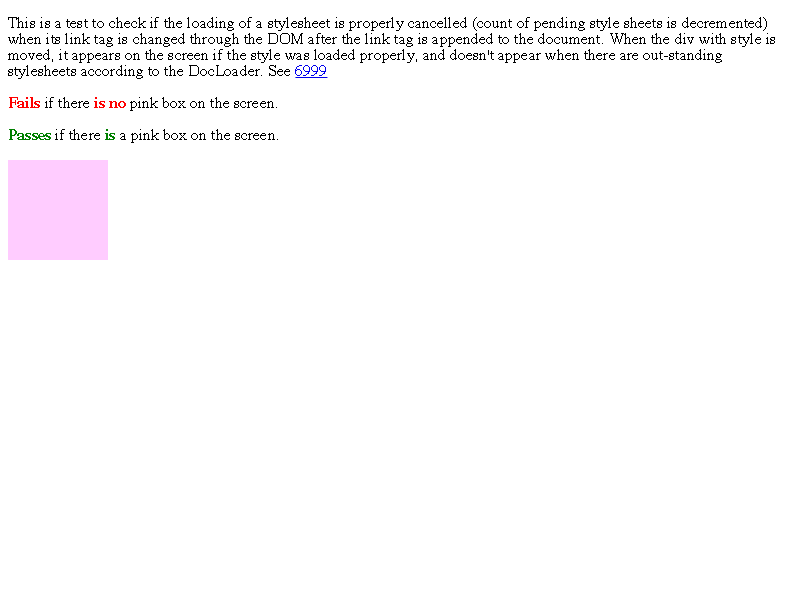 This is a test to check if the loading of a stylesheet is properly cancelled (count of pending style sheets is decremented)
when its link tag is changed through the DOM after the link tag is appended to the document. When the div with style is
moved, it appears on the screen if the style was loaded properly, and doesn't appear when there are out-standing
stylesheets according to the DocLoader. See 6999
Fails if there is no pink box on the screen.
Passes if there is a pink box on the screen.